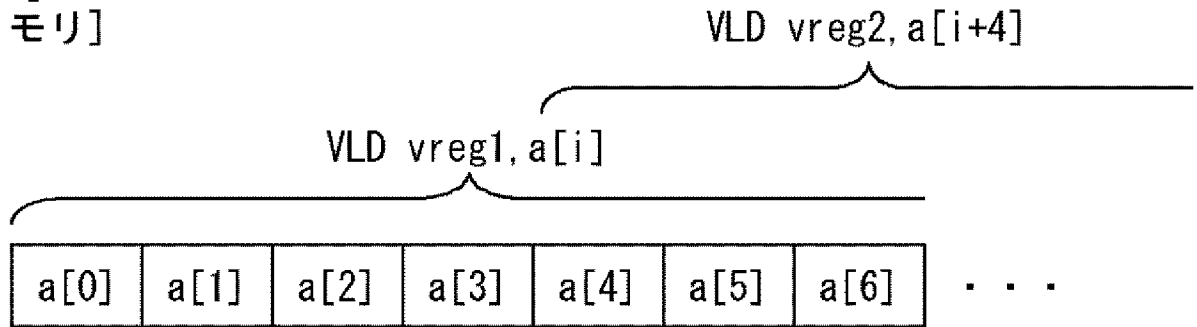 モリ]
VLD vreg2, a[i+4]
VLD vreg1, a[i]
a[0] a[1] a[2] a[3] a[4] a[5] a[6] ・・・